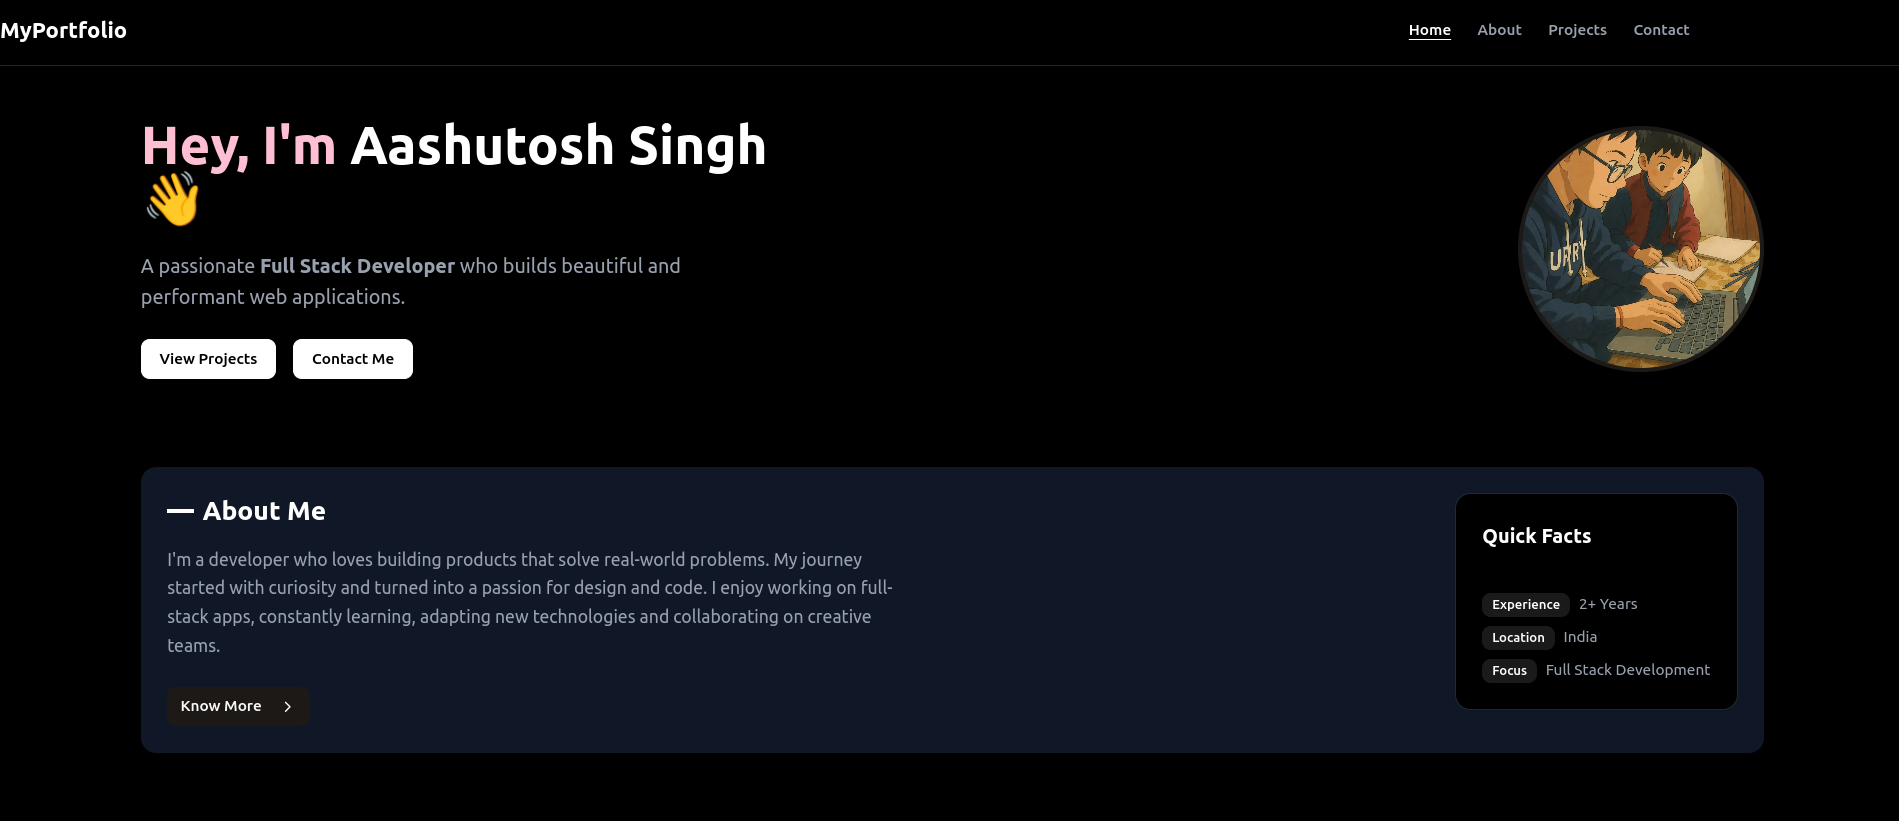 MyPortfolio
Home About Projects Contact
Hey, I'm Aashutosh Singh
👋
A passionate Full Stack Developer who builds beautiful and
performant web applications.
View Projects Contact Me
— About Me
I'm a developer who loves building products that solve real-world problems. My journey
started with curiosity and turned into a passion for design and code. I enjoy working on full-
stack apps, constantly learning, adapting new technologies and collaborating on creative
teams.
Know More
Quick Facts
Experience 2+ Years
Location India
Focus Full Stack Development